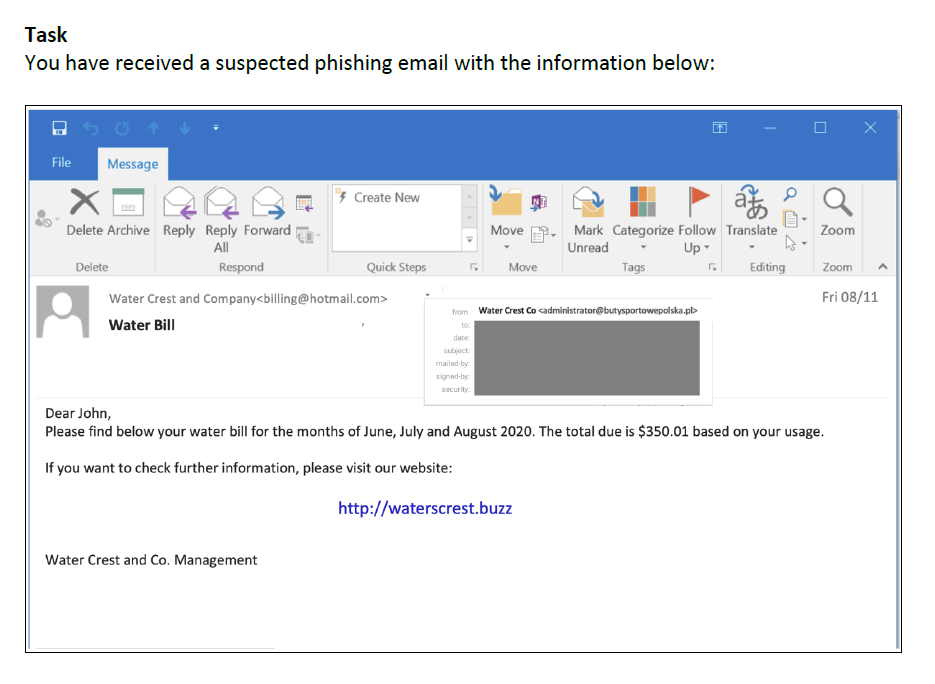 Task
You have received a suspected phishing email with the information below:
File
Message
Delete Archive
Reply
Reply All
Forward
Create New
Move
Mark Unread
Categorize
Follow Up
Translate
Zoom
Delete
Respond
Quick Steps
Move
Tags
Editing
Zoom
Water Crest and Company<billing@hotmail.com>
Fri 08/11
Water Bill
from Water Crest Co <administrator@butysportowepolska.pl>
to:
date:
subject:
mailed-by:
signed-by:
security:
Dear John,
Please find below your water bill for the months of June, July and August 2020. The total due is $350.01 based on your usage.
If you want to check further information, please visit our website:
http://waterscrest.buzz
Water Crest and Co. Management